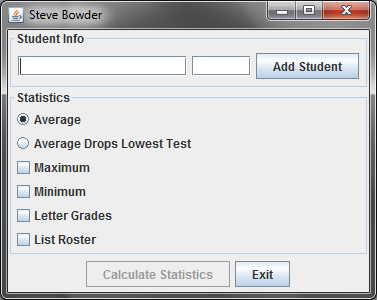 Steve Bowder
Student Info
Add Student
Statistics
Average
Average Drops Lowest Test
Maximum
Minimum
Letter Grades
List Roster
Calculate Statistics Exit